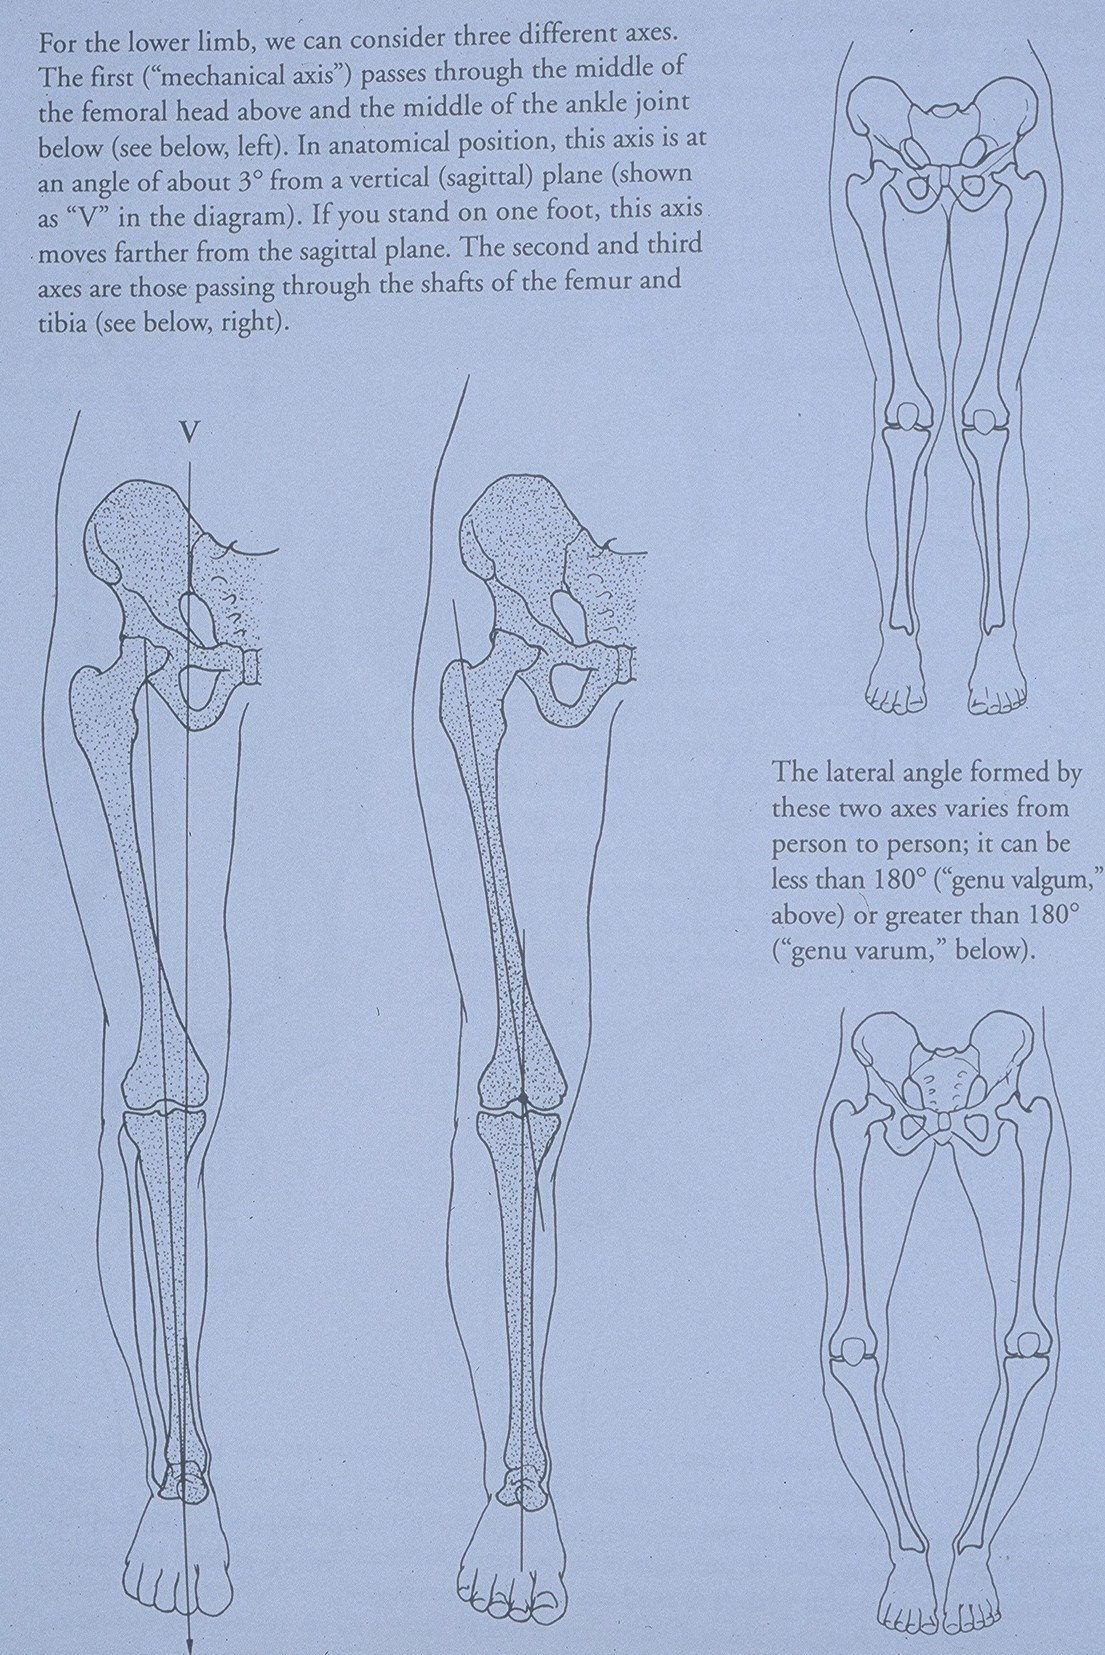 For the lower limb, we can consider three different axes.
The first (“mechanical axis”) passes through the middle of
the femoral head above and the middle of the ankle joint
below (see below, left). In anatomical position, this axis is at
an angle of about 3° from a vertical (sagittal) plane (shown
as “V” in the diagram). If you stand on one foot, this axis
moves farther from the sagittal plane. The second and third
axes are those passing through the shafts of the femur and
tibia (see below, right).
V
The lateral angle formed by
these two axes varies from
person to person; it can be
less than 180° (“genu valgum,”
above) or greater than 180°
(“genu varum,” below).